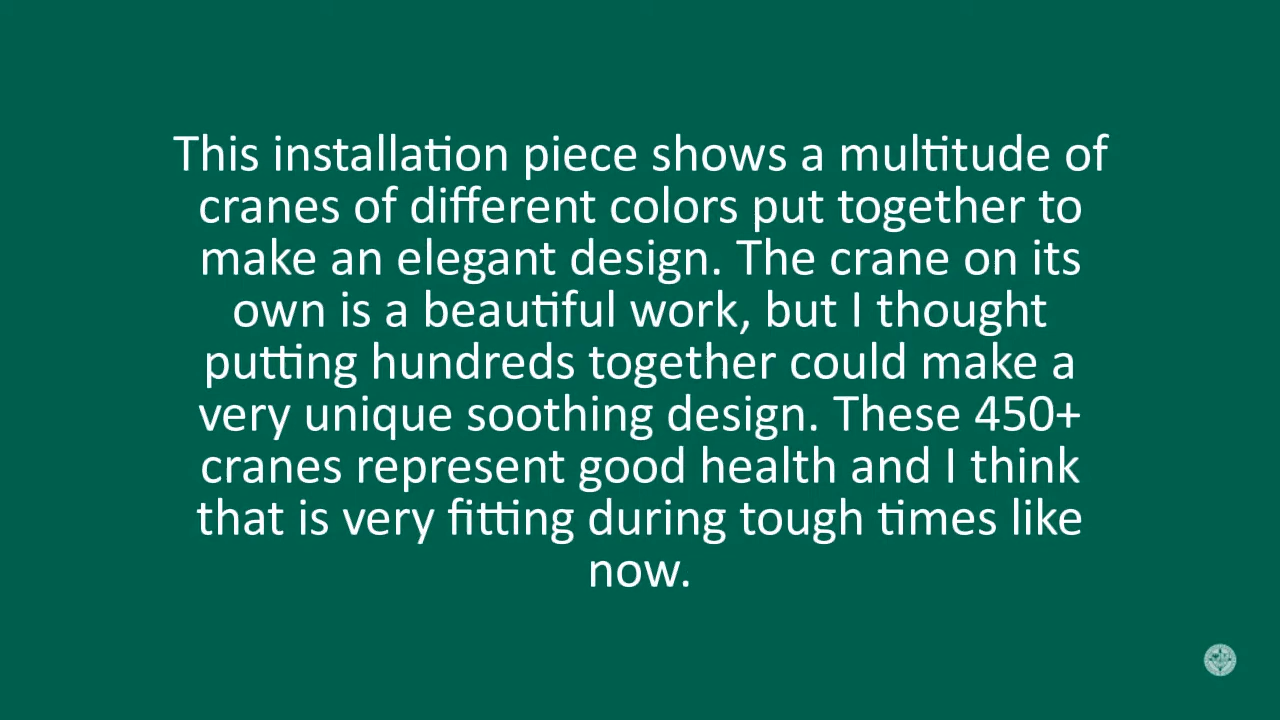 This installation piece shows a multitude of
cranes of different colors put together to
make an elegant design. The crane on its
own is a beautiful work, but I thought
putting hundreds together could make a
very unique soothing design. These 450+
cranes represent good health and I think
that is very fitting during tough times like
now.